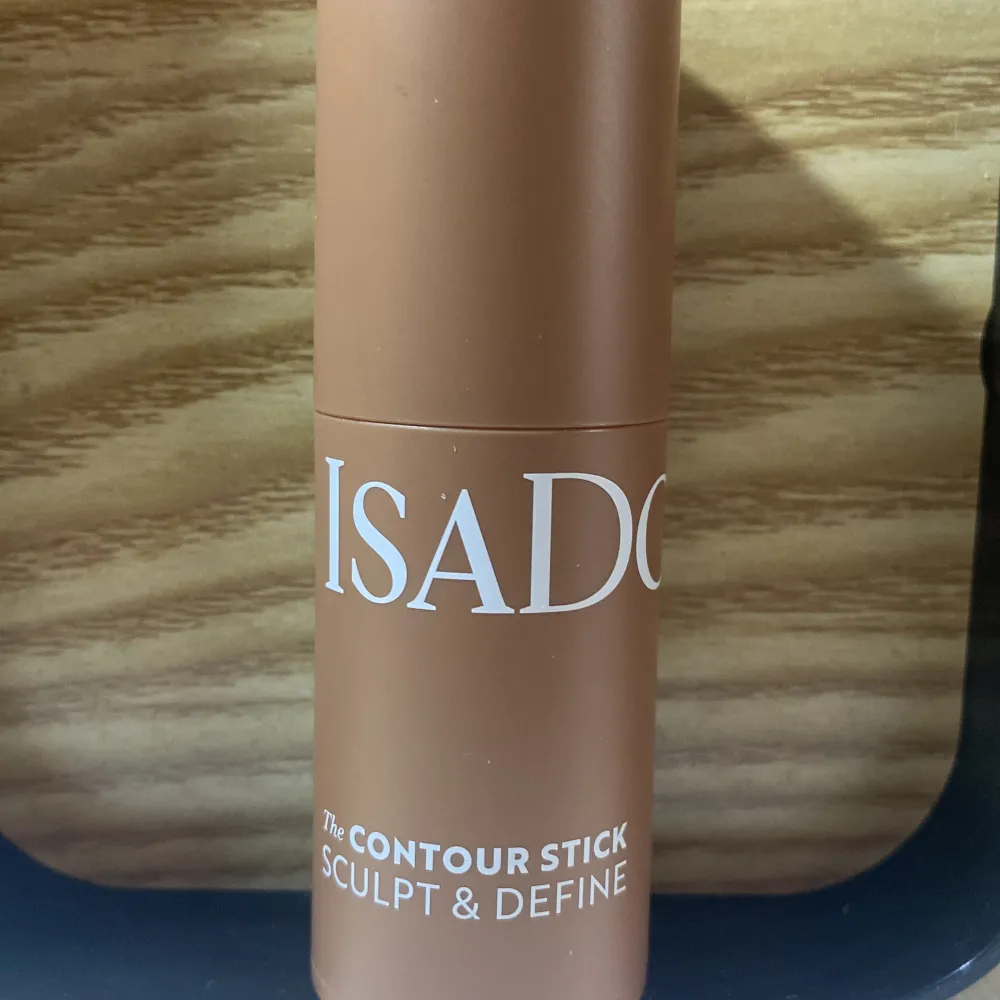 ISADO
The CONTOUR STICK
SCULPT & DEFINE